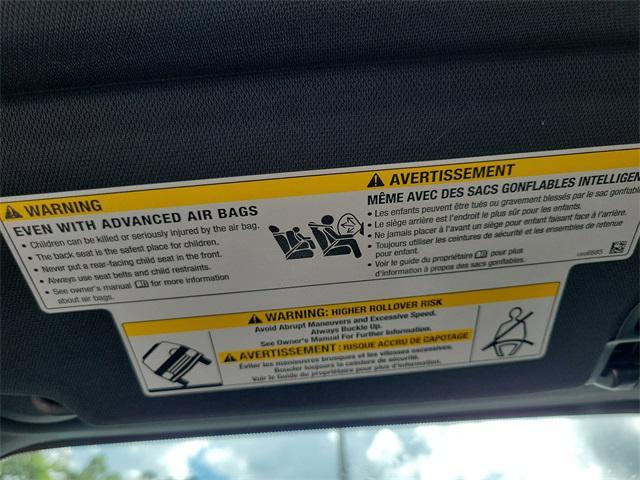 WARNING
EVEN WITH ADVANCED AIR BAGS
• Children can be killed or seriously injured by the air bag.
• The back seat is the safest place for children.
• Never put a rear-facing child seat in the front.
• Always use seat belts and child restraints.
• See owner's manual for more information
about air bags.
AVERTISSEMENT
MÊME AVEC DES SACS GONFLABLES INTELLIGEN
• Les enfants peuvent être tués ou gravement blessés par le sac gonflable
• Le siège arrière est l'endroit le plus sûr pour les enfants.
• Ne jamais placer à l'avant un siège pour enfant faisant face à l'arrière.
• Toujours utiliser les ceintures de sécurité et les ensembles de retenue
pour enfant.
• Voir le guide du propriétaire pour plus
d'information à propos des sacs gonflables.
WARNING: HIGHER ROLLOVER RISK
Avoid Abrupt Maneuvers and Excessive Speed.
Always Buckle Up.
See Owner's Manual For Further Information.
AVERTISSEMENT: RISQUE ACCRU DE CAPOTAGE
Éviter les manœuvres brusques et les vitesses excessives.
Boucler toujours la ceinture de sécurité.
Voir le Guide du propriétaire pour plus d'information.